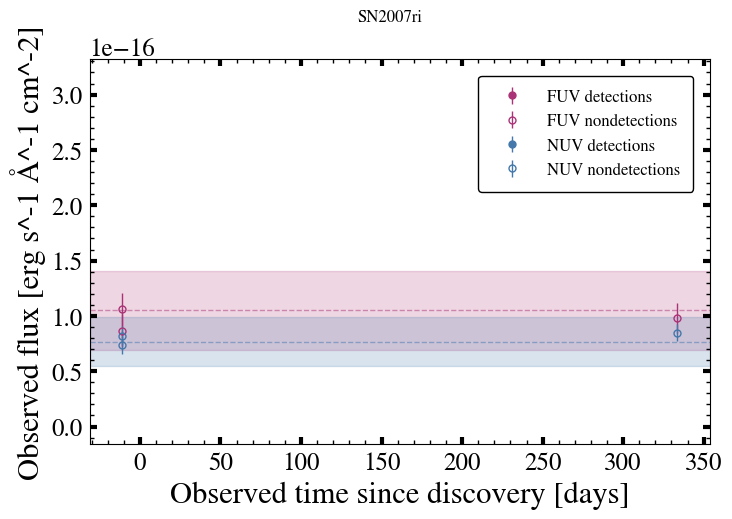 SN2007ri
1e−16
Observed flux [erg s^-1 Å^-1 cm^-2]
3.0
2.5
2.0
1.5
1.0
0.5
0.0
FUV detections
FUV nondetections
NUV detections
NUV nondetections
0 50 100 150 200 250 300 350
Observed time since discovery [days]